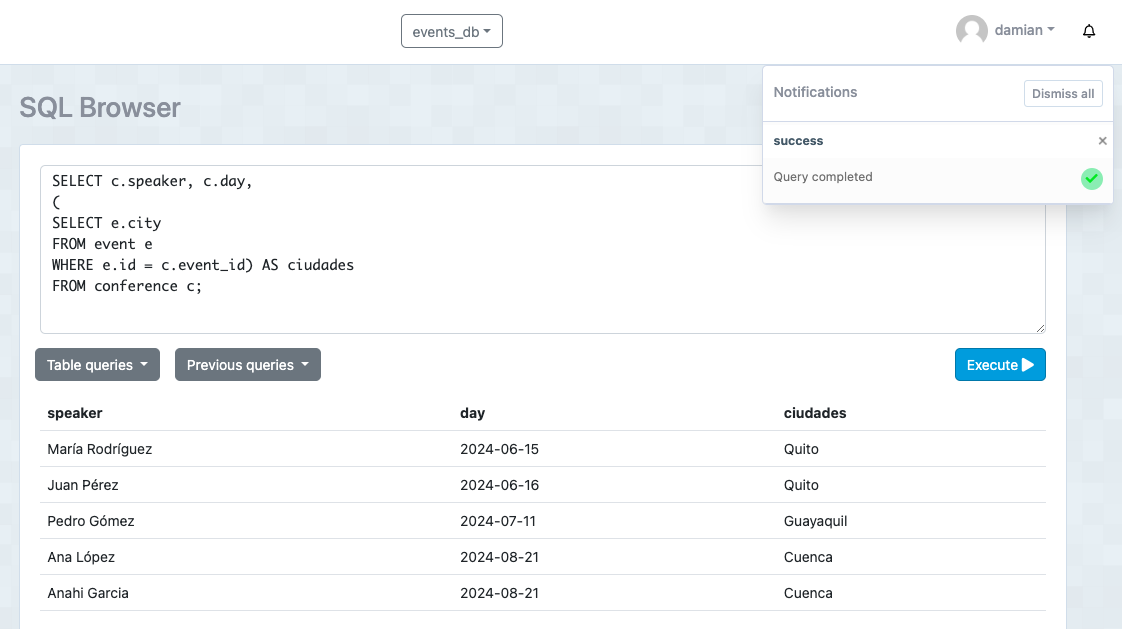 events_db
damian
SQL Browser
Notifications
Dismiss all
success
×
Query completed
SELECT c.speaker, c.day,
(
SELECT e.city
FROM event e
WHERE e.id = c.event_id) AS ciudades
FROM conference c;
Table queries
Previous queries
Execute
speaker day ciudades
María Rodríguez 2024-06-15 Quito
Juan Pérez 2024-06-16 Quito
Pedro Gómez 2024-07-11 Guayaquil
Ana López 2024-08-21 Cuenca
Anahi Garcia 2024-08-21 Cuenca